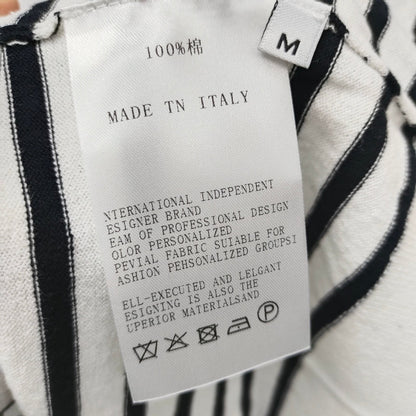 100%棉
M
MADE TN ITALY
NTERNATIONAL INDEPENDENT
ESIGNER BRAND
EAM OF PROFESSIONAL DESIGN
OLOR PERSONALIZED
PEVIAL FABRIC SUITABLE FOR
ASHION PEHSONALIZED GROUPSI
ELL-EXECUTED AND LELGANT
ESIGNING IS ALSO THE
UPERIOR MATERIALSAND